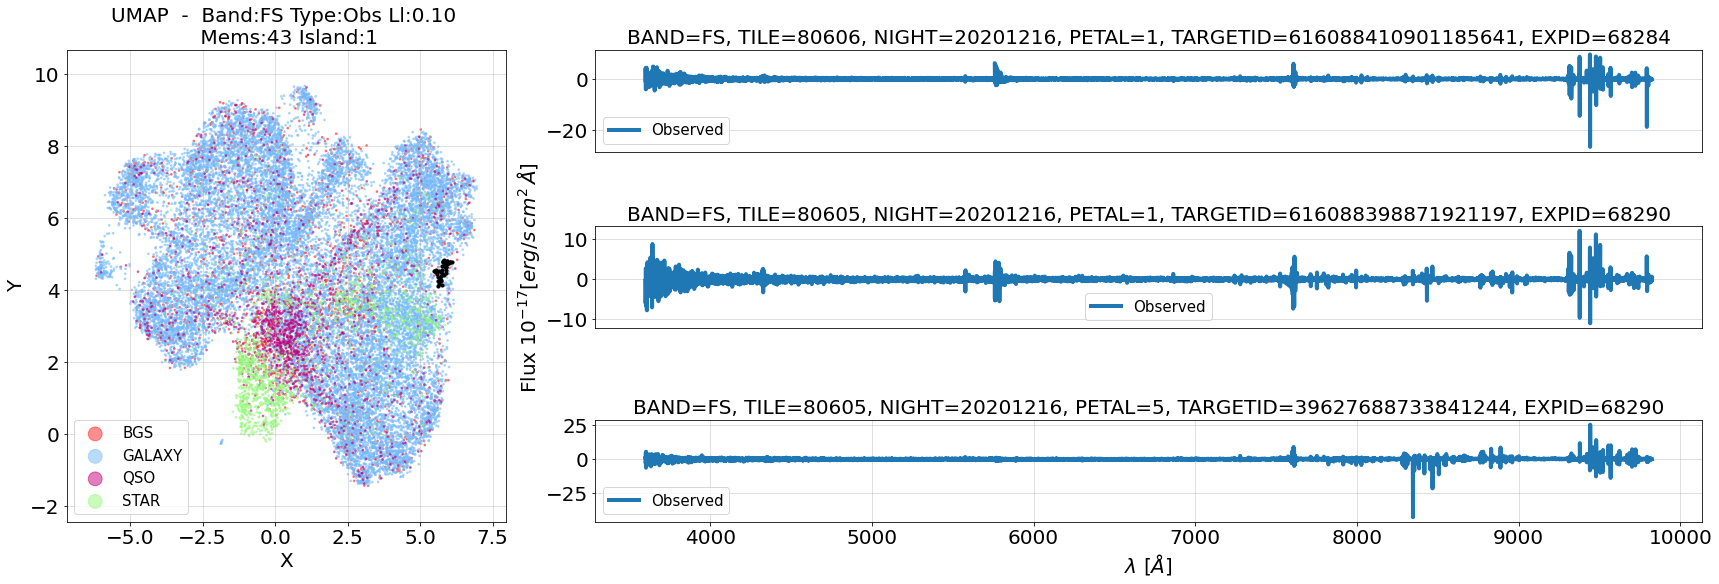 UMAP  -  Band:FS Type:Obs Ll:0.10
Mems:43 Island:1
10
8
6
4
2
0
−2
Y
BGS
GALAXY
QSO
STAR
−5.0
−2.5
0.0
2.5
5.0
7.5
X
Flux 10⁻¹⁷[erg/s cm² Å]
BAND=FS, TILE=80606, NIGHT=20201216, PETAL=1, TARGETID=616088410901185641, EXPID=68284
0
−20
Observed
BAND=FS, TILE=80605, NIGHT=20201216, PETAL=1, TARGETID=616088398871921197, EXPID=68290
10
0
−10
Observed
BAND=FS, TILE=80605, NIGHT=20201216, PETAL=5, TARGETID=39627688733841244, EXPID=68290
25
0
−25
Observed
4000
5000
6000
7000
8000
9000
10000
λ [Å]